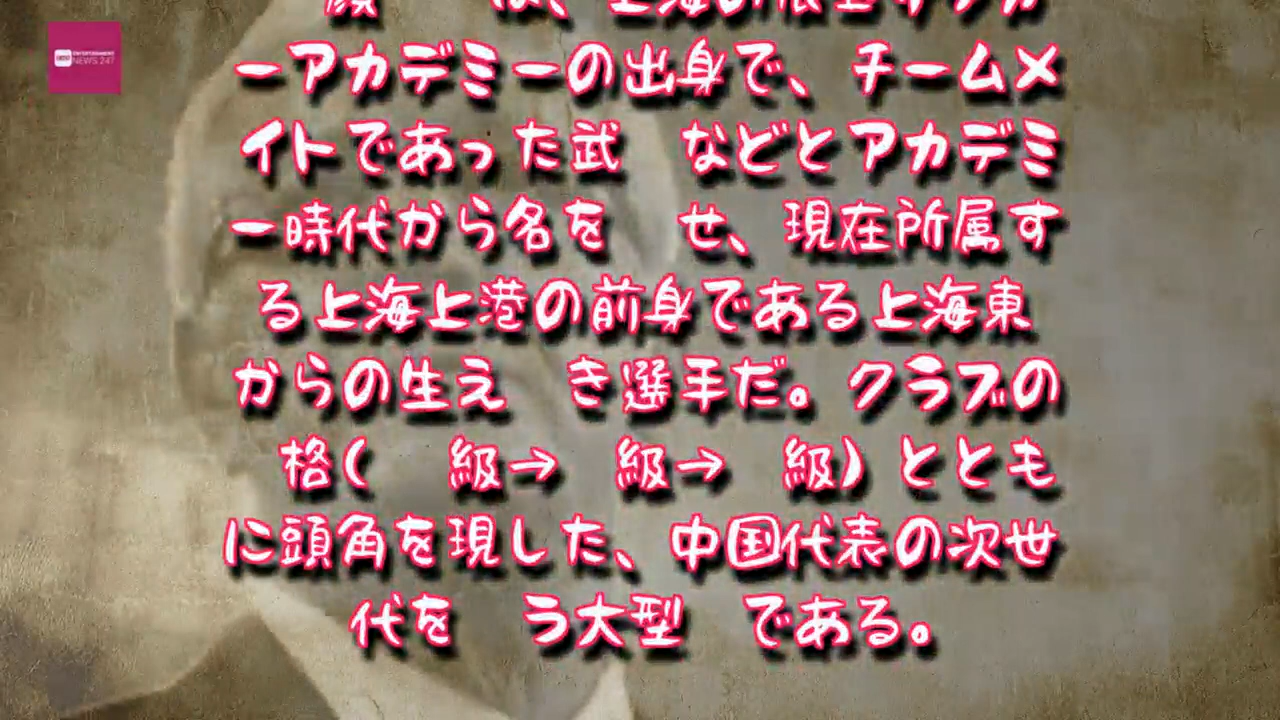 ENTERTAINMENT
NEWS 247
ーアカデミーの出身で、チームメ
イトであった武　などとアカデミ
ー時代から名を　せ、現在所属す
る上海上港の前身である上海東
からの生え　き選手だ。クラブの
格(　級→　級→　級)ととも
に頭角を現した、中国代表の次世
代を　う大型　である。